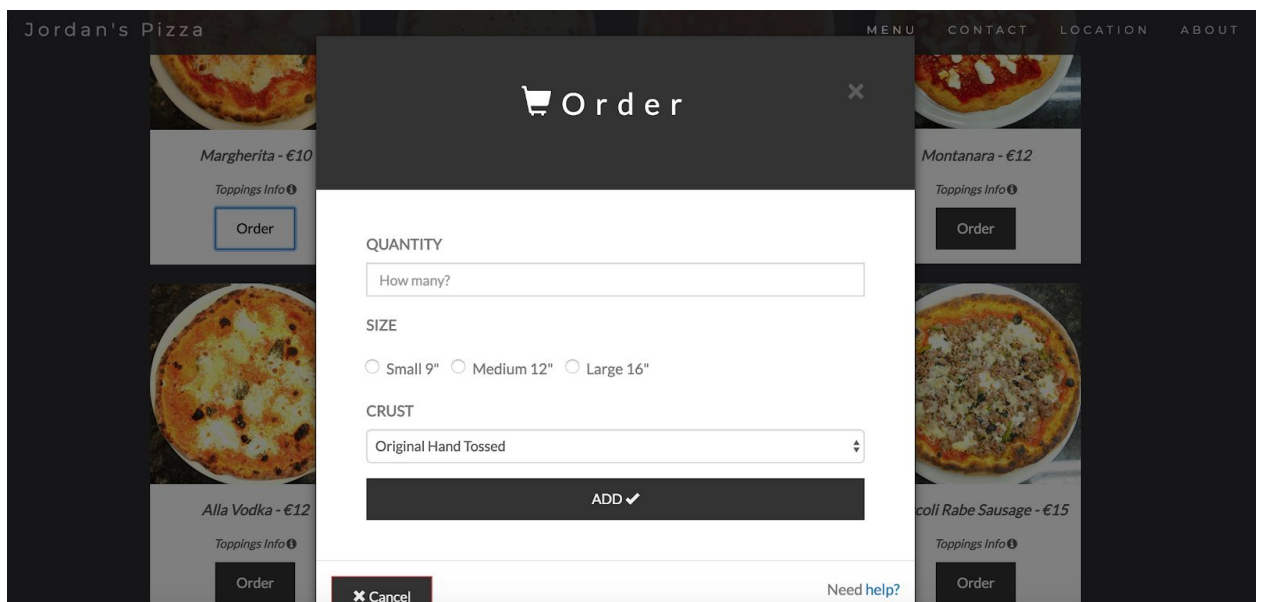 Jordan's Pizza
MENU CONTACT LOCATION ABOUT
Order
Margherita - €10
Toppings Info
Order
Montanara - €12
Toppings Info
Order
QUANTITY
How many?
SIZE
Small 9" Medium 12" Large 16"
CRUST
Original Hand Tossed
ADD
Alla Vodka - €12
Toppings Info
Order
coli Rabe Sausage - €15
Toppings Info
Order
Cancel
Need help?